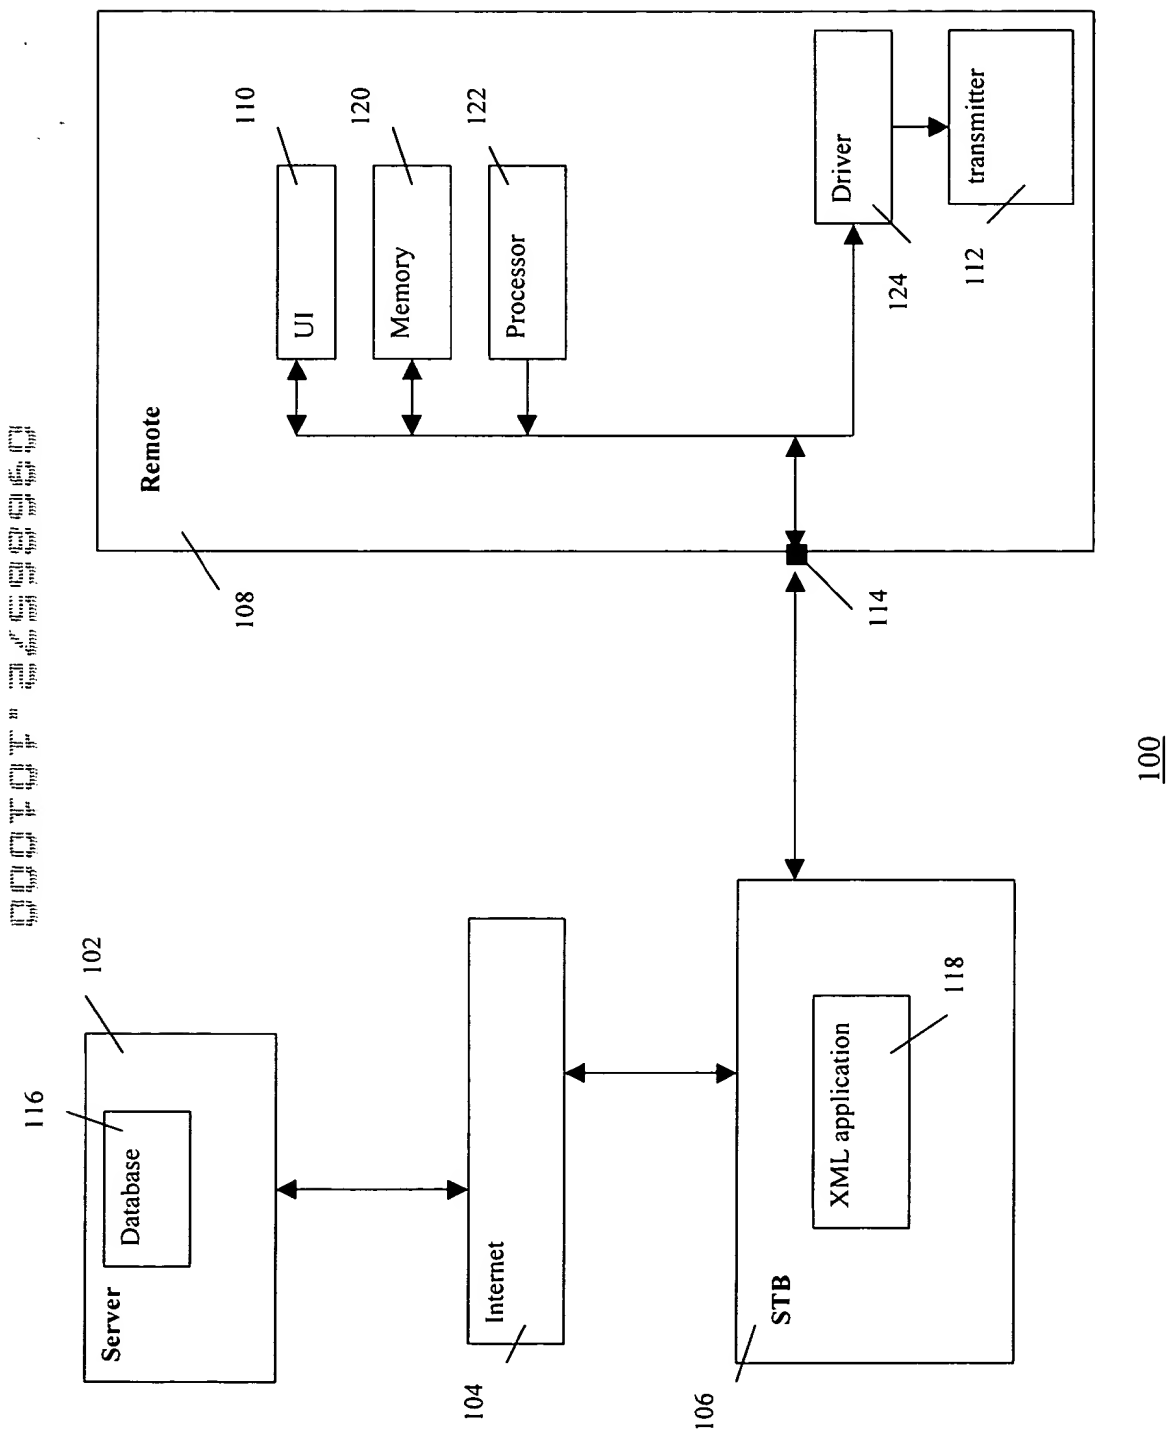 Server
Database
116
102
Internet
104
STB
106
XML application
118
Remote
108
UI
110
Memory
120
Processor
122
Driver
124
transmitter
112
114
100